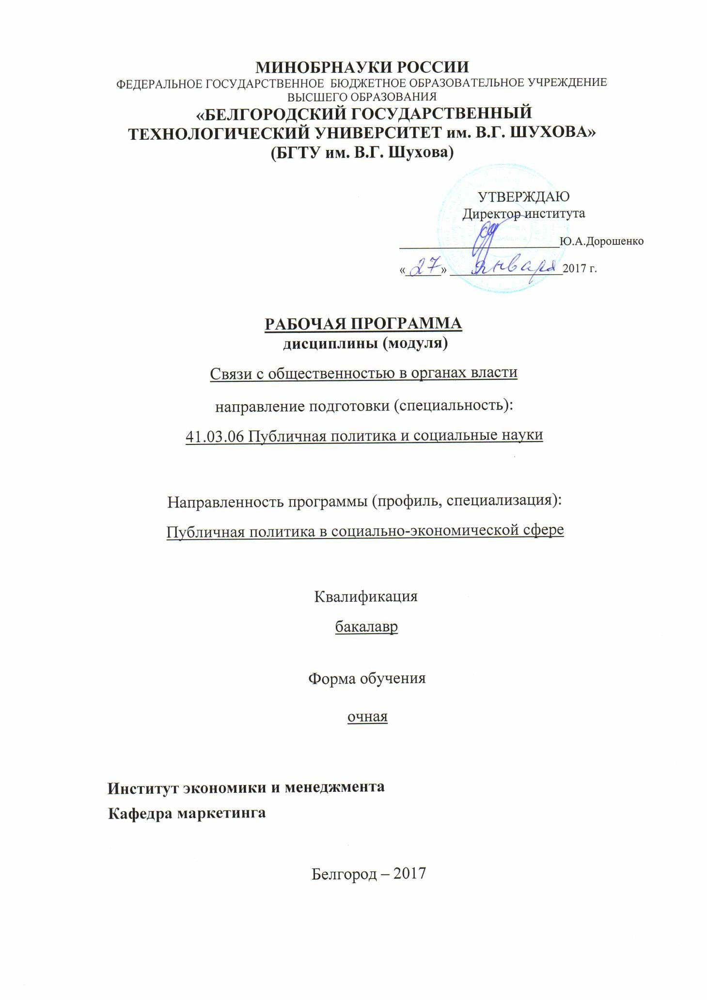 МИНОБРНАУКИ РОССИИ
ФЕДЕРАЛЬНОЕ ГОСУДАРСТВЕННОЕ БЮДЖЕТНОЕ ОБРАЗОВАТЕЛЬНОЕ УЧРЕЖДЕНИЕ
ВЫСШЕГО ОБРАЗОВАНИЯ
«БЕЛГОРОДСКИЙ ГОСУДАРСТВЕННЫЙ
ТЕХНОЛОГИЧЕСКИЙ УНИВЕРСИТЕТ им. В.Г. ШУХОВА»
(БГТУ им. В.Г. Шухова)
УТВЕРЖДАЮ
Директор института
Ю.А.Дорошенко
«27» января 2017 г.
РАБОЧАЯ ПРОГРАММА
дисциплины (модуля)
Связи с общественностью в органах власти
направление подготовки (специальность):
41.03.06 Публичная политика и социальные науки
Направленность программы (профиль, специализация):
Публичная политика в социально-экономической сфере
Квалификация
бакалавр
Форма обучения
очная
Институт экономики и менеджмента
Кафедра маркетинга
Белгород – 2017